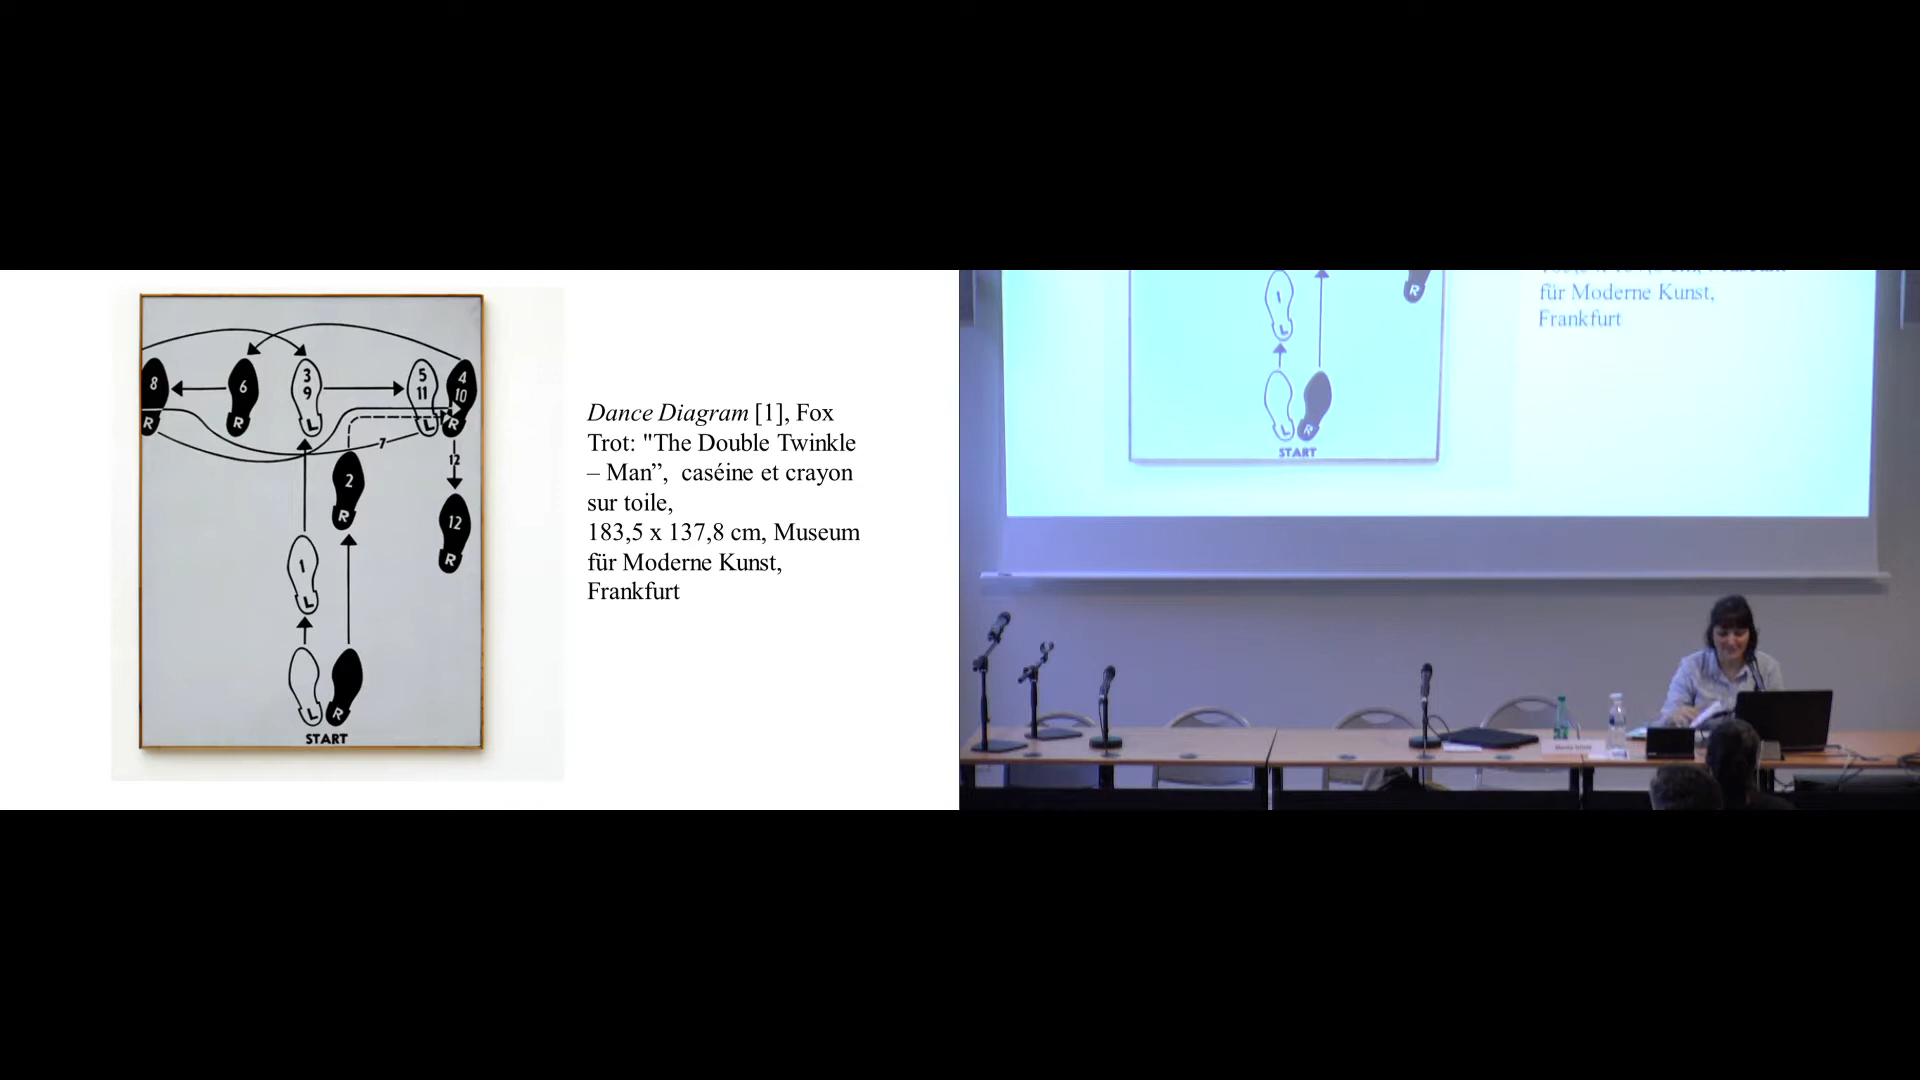 8
6
3
9
5
11
4
10
R
R
L
L
R
7
12
2
R
12
R
1
L
L
R
START
Dance Diagram [1], Fox
Trot: "The Double Twinkle
– Man”, caséine et crayon
sur toile,
183,5 x 137,8 cm, Museum
für Moderne Kunst,
Frankfurt
R
für Moderne Kunst,
Frankfurt
1
L
L
R
START